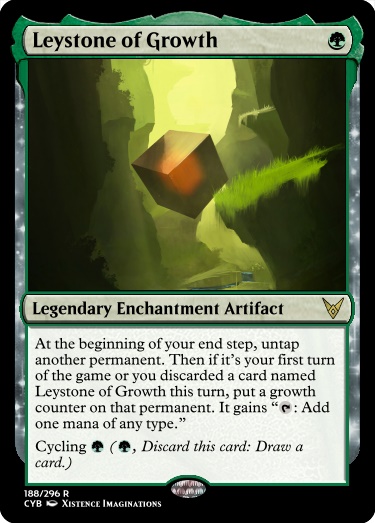 Leystone of Growth
Legendary Enchantment Artifact
At the beginning of your end step, untap
another permanent. Then if it's your first turn
of the game or you discarded a card named
Leystone of Growth this turn, put a growth
counter on that permanent. It gains “: Add
one mana of any type.”
Cycling (, Discard this card: Draw a
card.)
188/296 R
CYB Xistence Imaginations